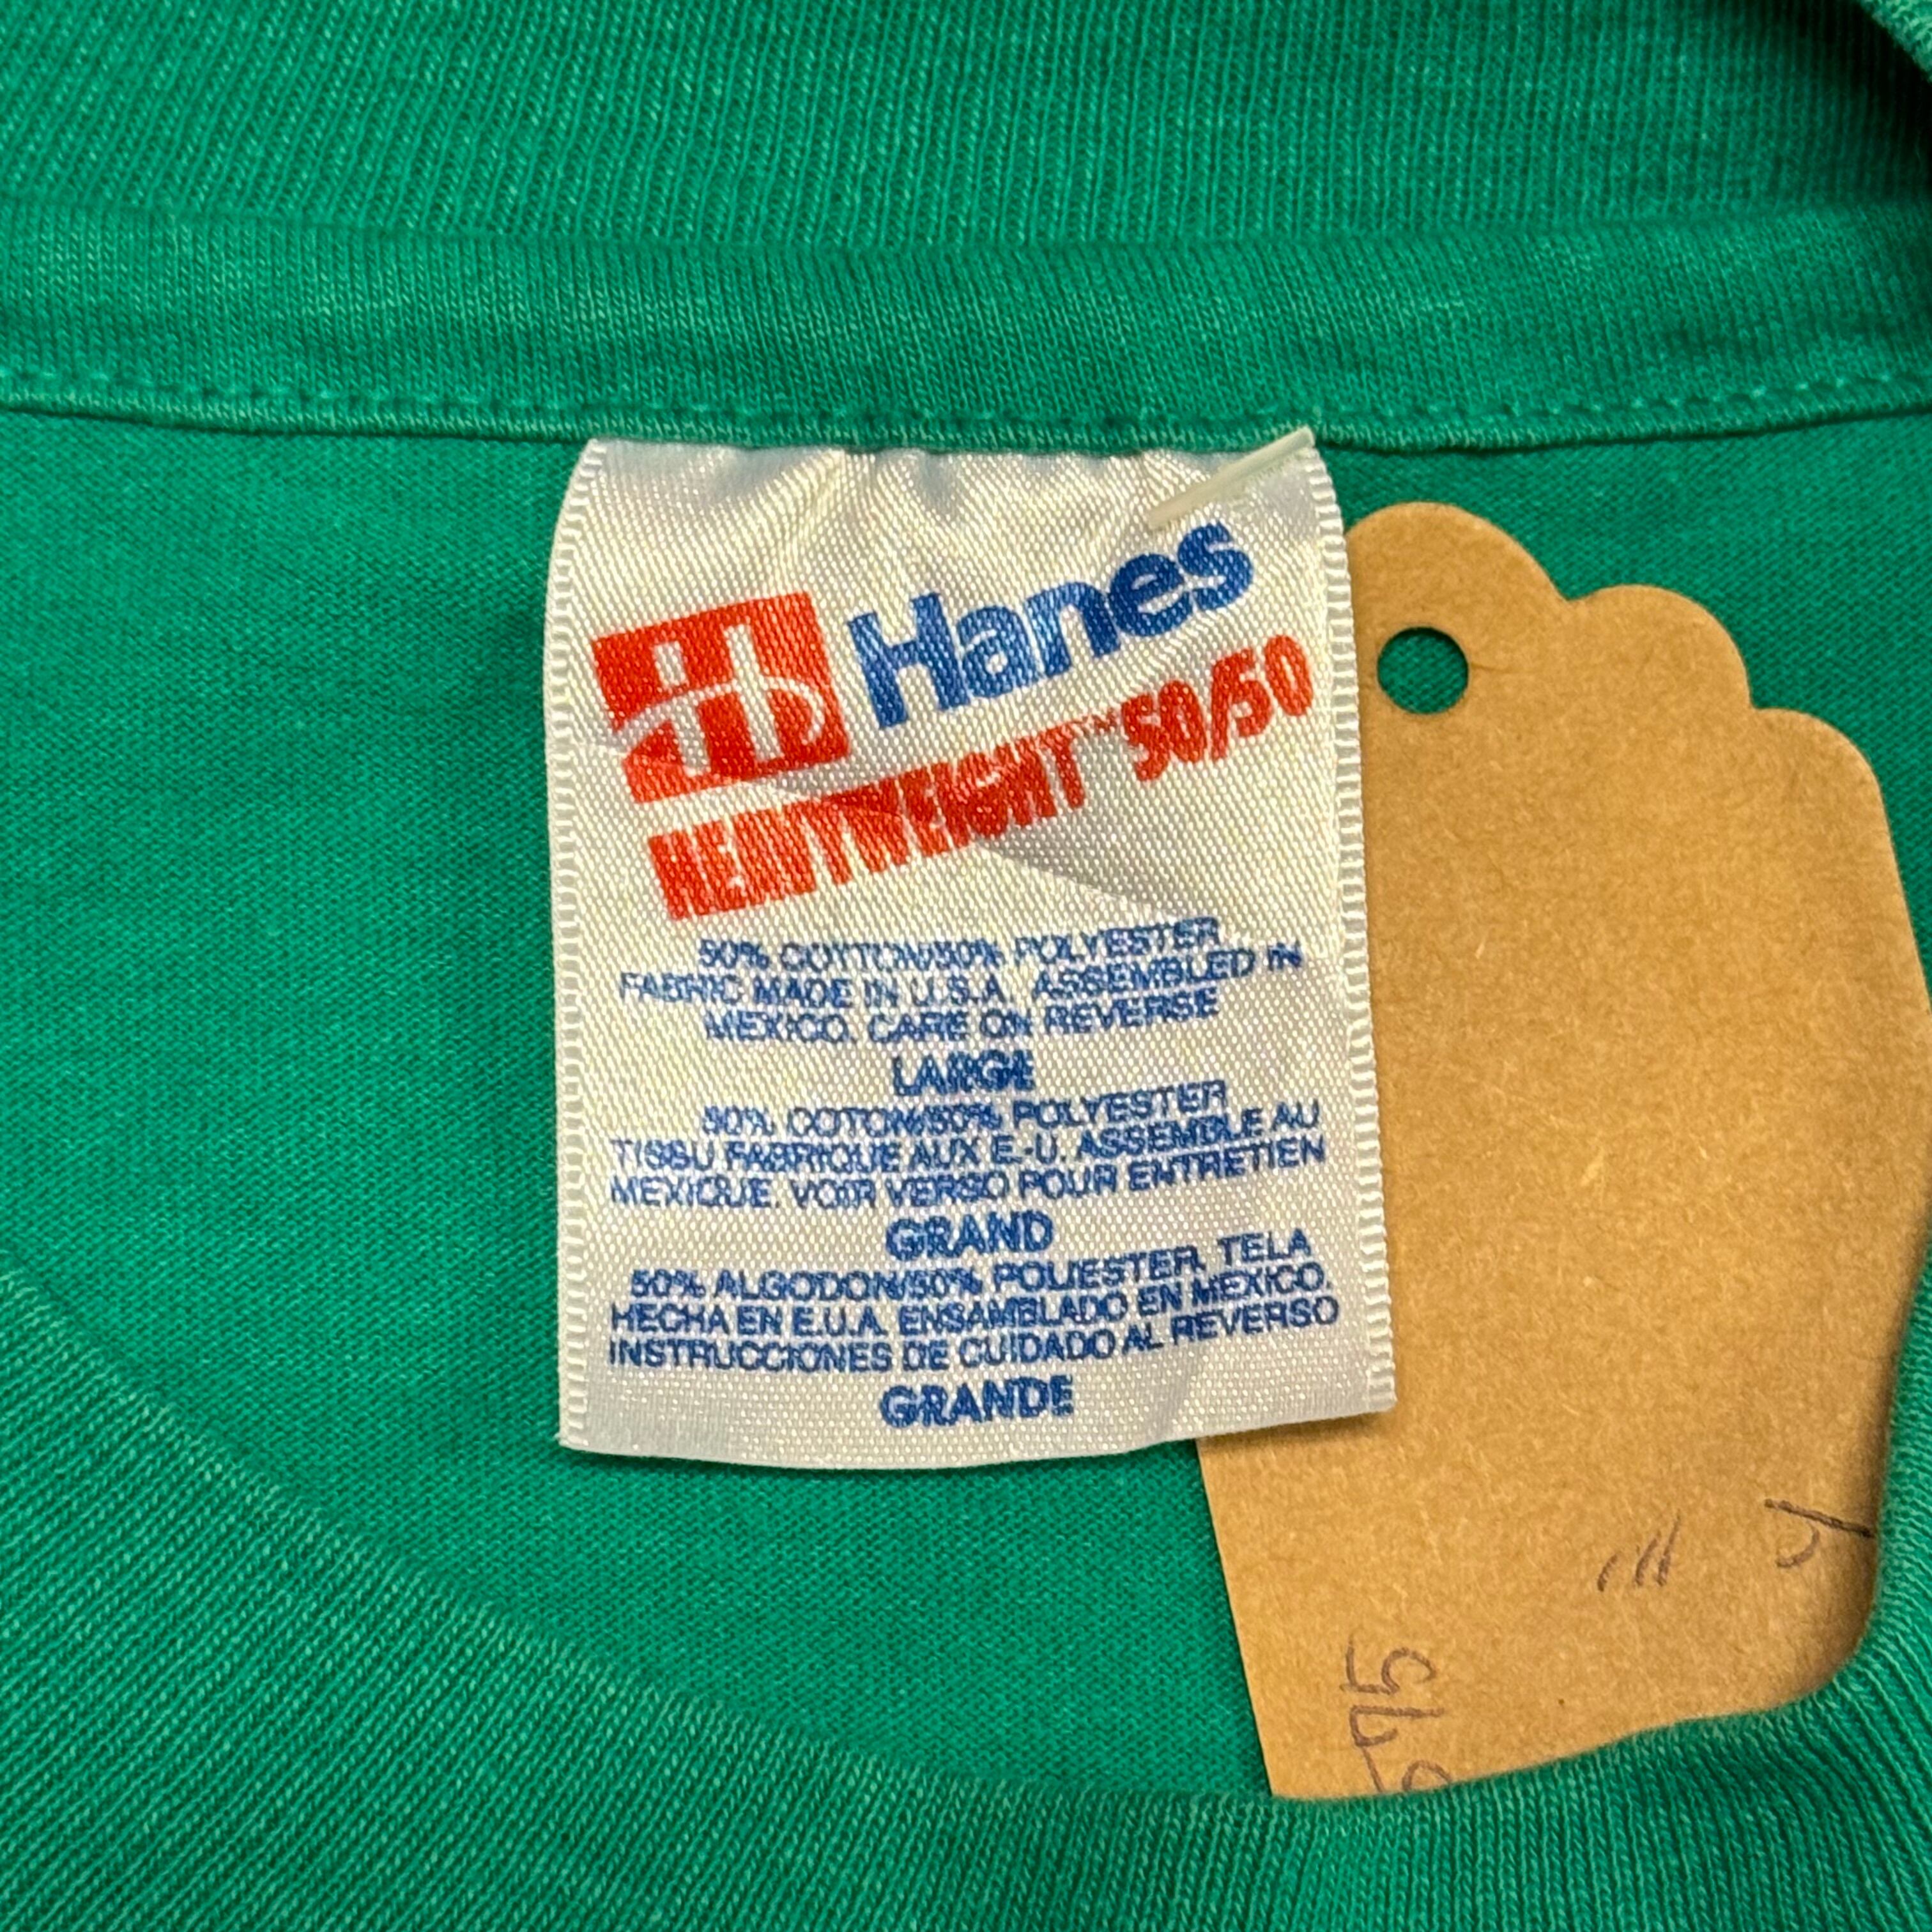 Hanes
HEAVYWEIGHT™ 50/50
50% COTTON/50% POLYESTER
FABRIC MADE IN U.S.A. ASSEMBLED IN
MEXICO. CARE ON REVERSE
LARGE
50% COTON/50% POLYESTER
TISSU FABRIQUE AUX E.-U. ASSEMBLE AU
MEXIQUE. VOIR VERSO POUR ENTRETIEN
GRAND
50% ALGODON/50% POLIESTER. TELA
HECHA EN E.U.A. ENSAMBLADO EN MEXICO.
INSTRUCCIONES DE CUIDADO AL REVERSO
GRANDE